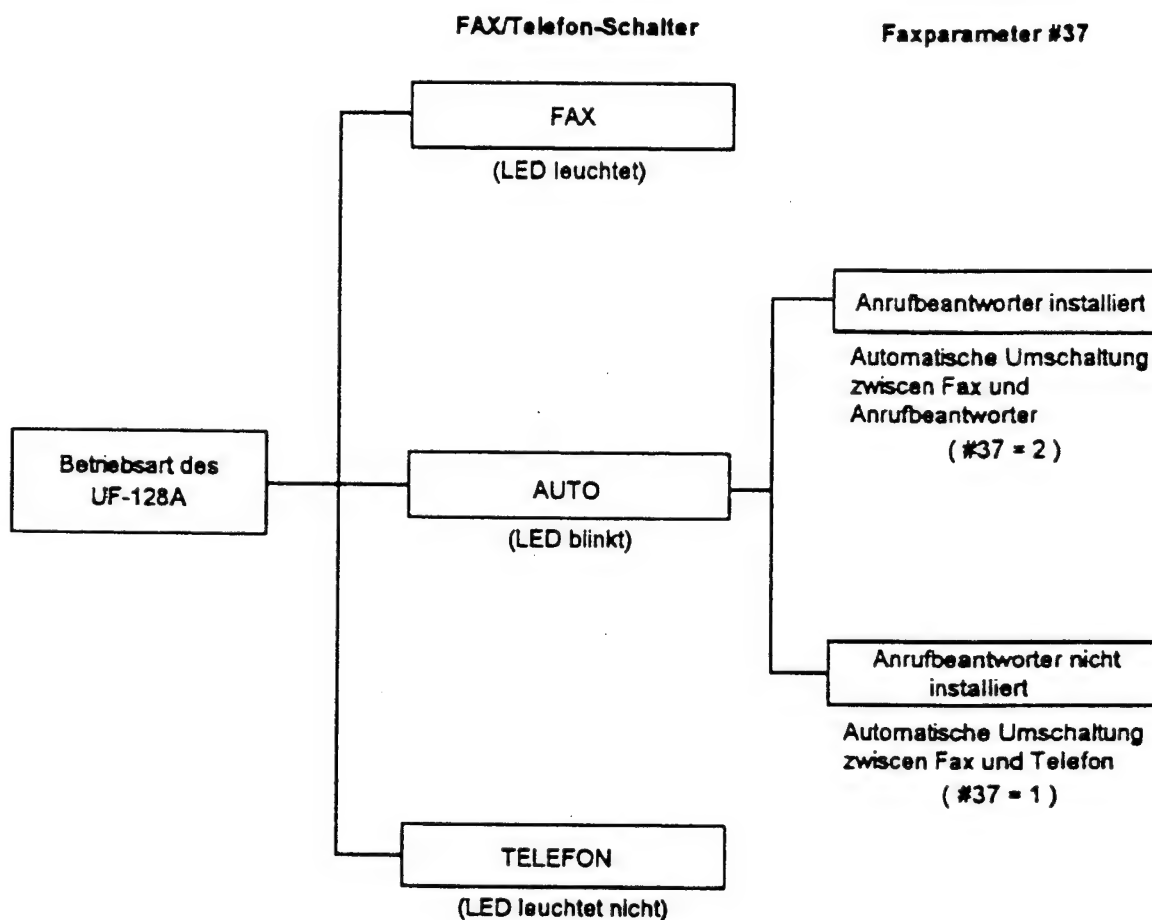 FAX/Telefon-Schalter
Faxparameter #37
FAX
(LED leuchtet)
Anrufbeantworter installiert
Automatische Umschaltung
zwiscen Fax und
Anrufbeantworter
( #37 = 2 )
Betriebsart des
UF-128A
AUTO
(LED blinkt)
Anrufbeantworter nicht
installiert
Automatische Umschaltung
zwiscen Fax und Telefon
( #37 = 1 )
TELEFON
(LED leuchtet nicht)